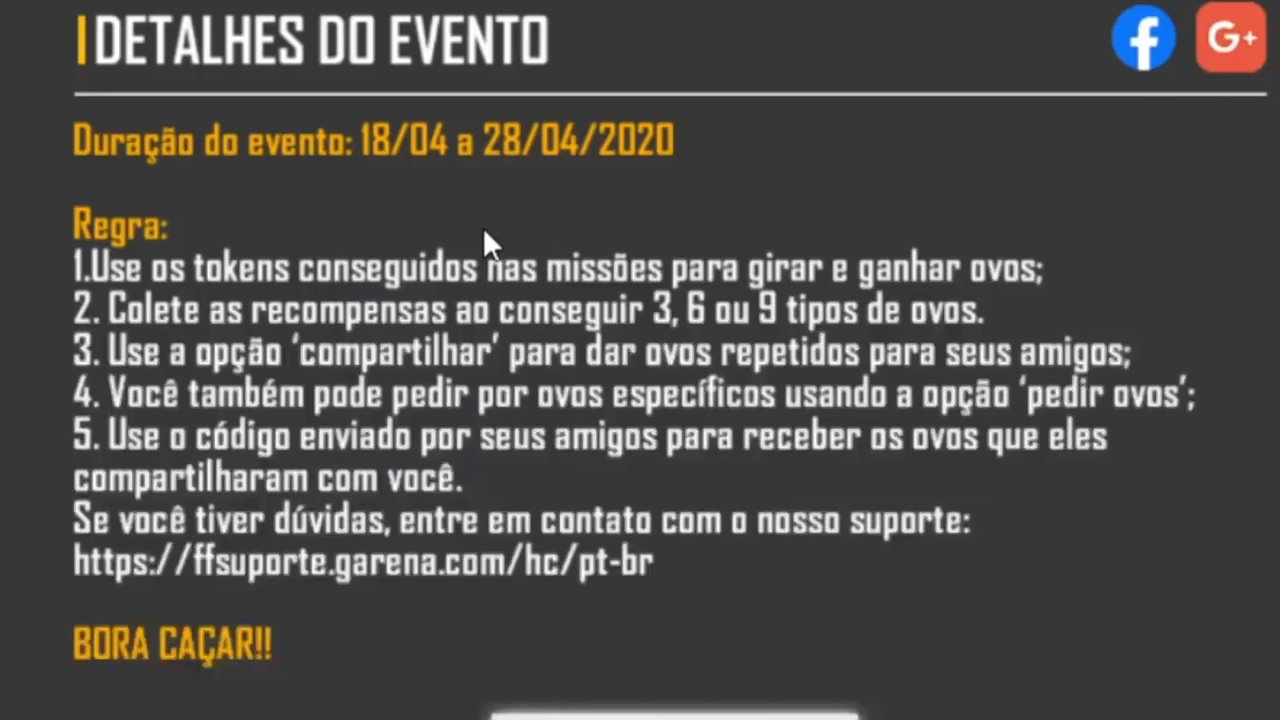 DETALHES DO EVENTO
G+
Duração do evento: 18/04 a 28/04/2020
Regra:
1.Use os tokens conseguidos nas missões para girar e ganhar ovos;
2. Colete as recompensas ao conseguir 3, 6 ou 9 tipos de ovos.
3. Use a opção ‘compartilhar’ para dar ovos repetidos para seus amigos;
4. Você também pode pedir por ovos específicos usando a opção ‘pedir ovos’;
5. Use o código enviado por seus amigos para receber os ovos que eles
compartilharam com você.
Se você tiver dúvidas, entre em contato com o nosso suporte:
https://ffsuporte.garena.com/hc/pt-br
BORA CAÇAR!!